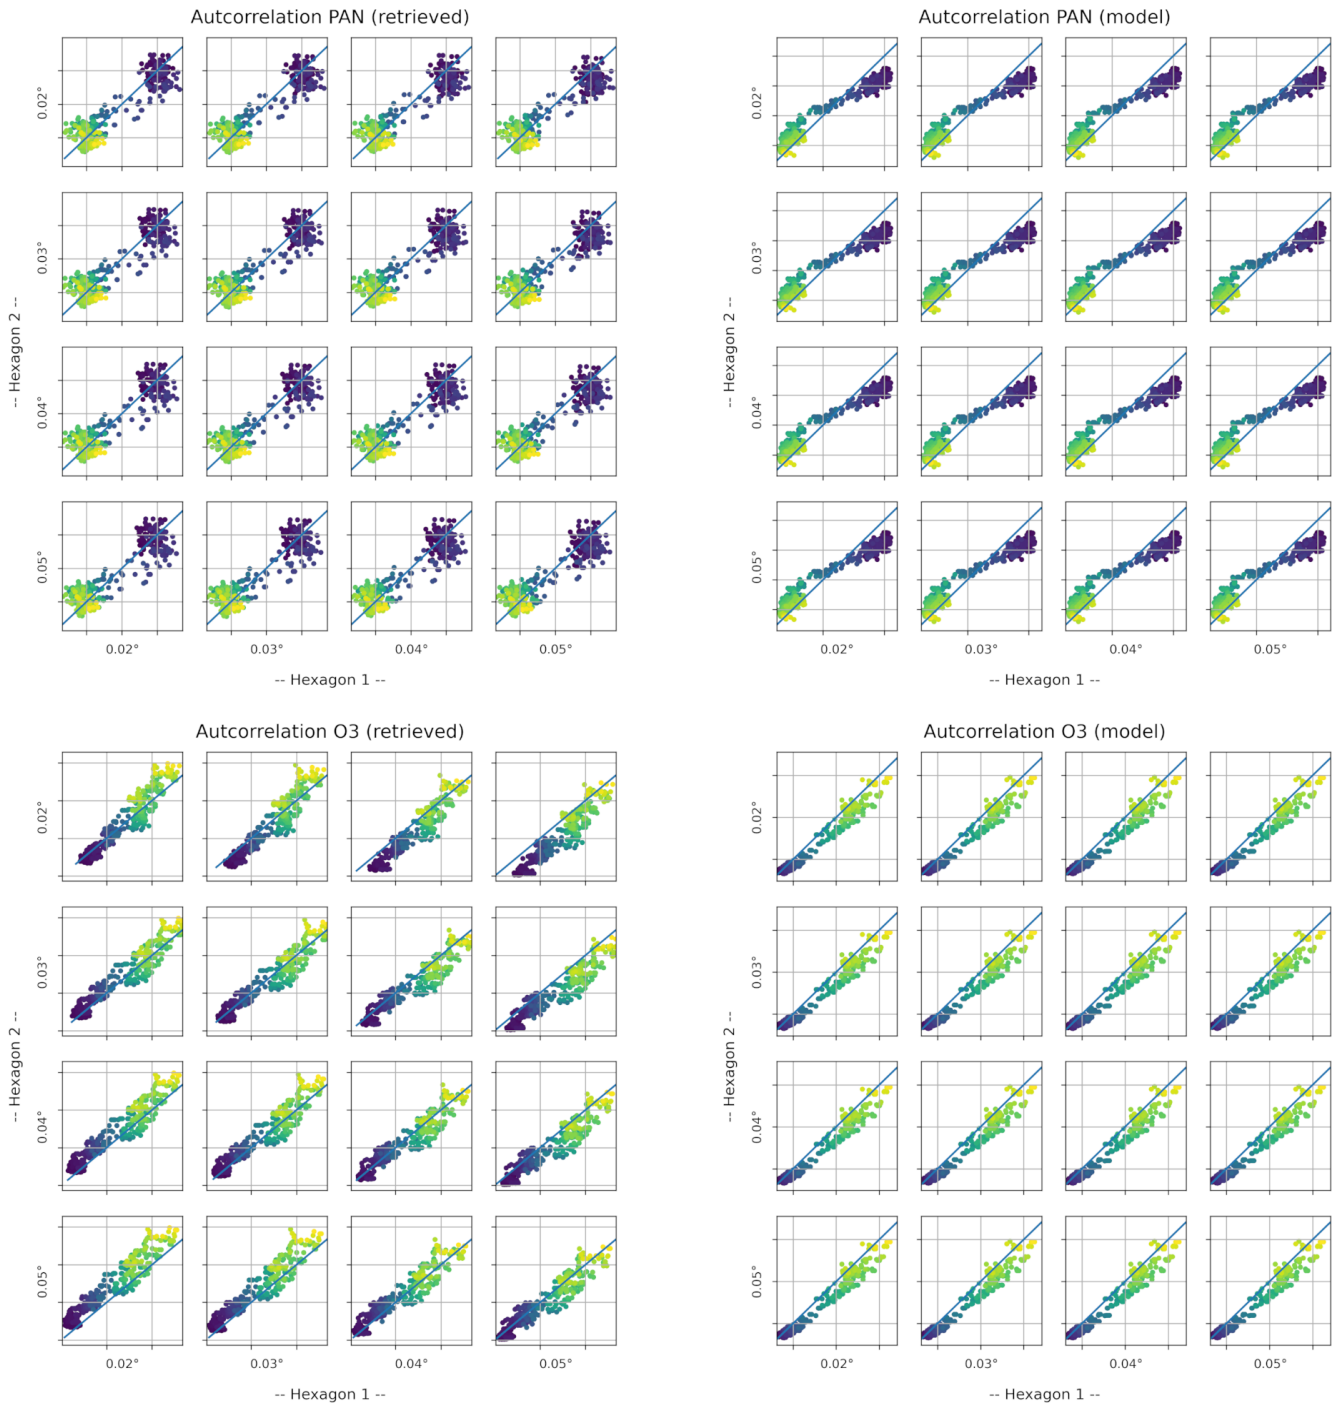 Autcorrelation PAN (retrieved)
0.02°
0.03°
0.04°
0.05°
-- Hexagon 2 --
0.02°
0.03°
0.04°
0.05°
-- Hexagon 1 --
Autcorrelation PAN (model)
0.02°
0.03°
0.04°
0.05°
-- Hexagon 2 --
0.02°
0.03°
0.04°
0.05°
-- Hexagon 1 --
Autcorrelation O3 (retrieved)
0.02°
0.03°
0.04°
0.05°
-- Hexagon 2 --
0.02°
0.03°
0.04°
0.05°
-- Hexagon 1 --
Autcorrelation O3 (model)
0.02°
0.03°
0.04°
0.05°
-- Hexagon 2 --
0.02°
0.03°
0.04°
0.05°
-- Hexagon 1 --